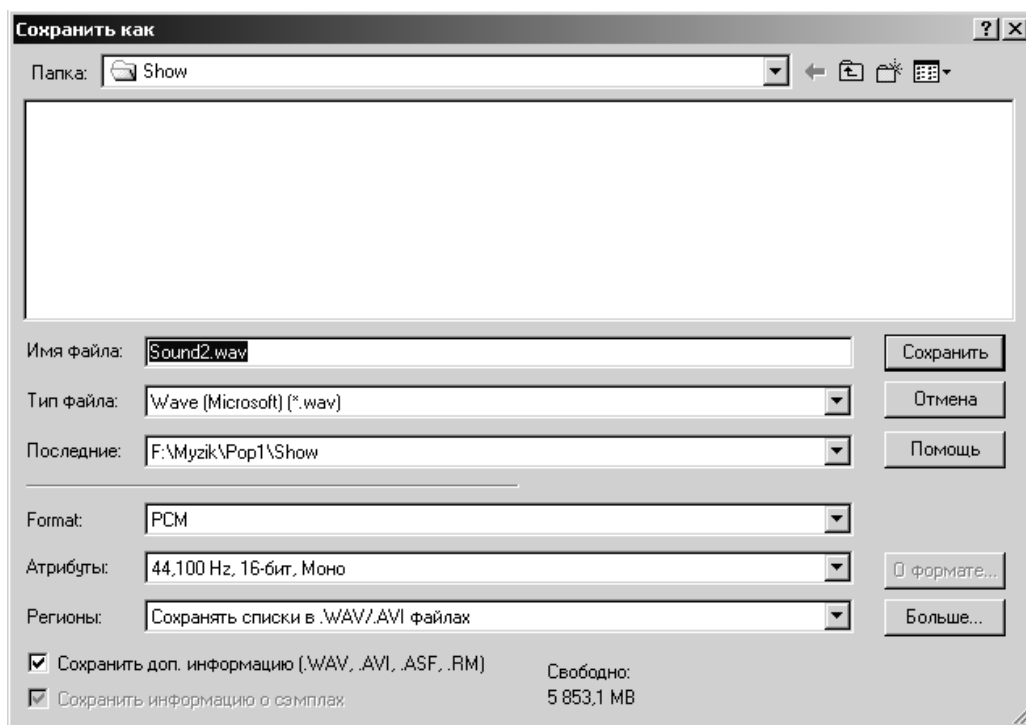 Сохранить как
Папка: Show
Имя файла: Sound2.wav Сохранить
Тип файла: Wave (Microsoft) (*.wav) Отмена
Последние: F:\Myzik\Pop1\Show Помощь
Format: PCM
Атрибуты: 44,100 Hz, 16-бит, Моно О формате...
Регионы: Сохранять списки в .WAV/.AVI файлах Больше...
Сохранить доп. информацию (.WAV, .AVI, .ASF, .RM) Свободно:
Сохранить информацию о сэмплах 5 853,1 MB